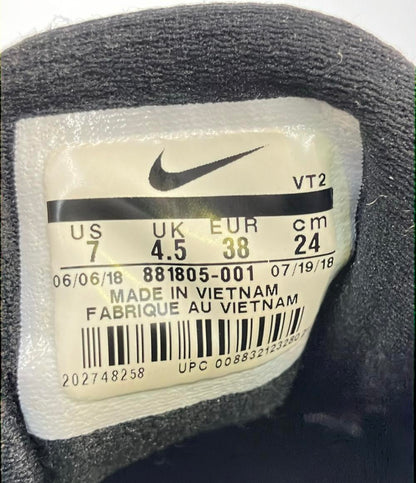 VT2
US UK EUR cm
7 4.5 38 24
06/06/18 881805-001 07/19/18
MADE IN VIETNAM
FABRIQUE AU VIETNAM
202748258 UPC